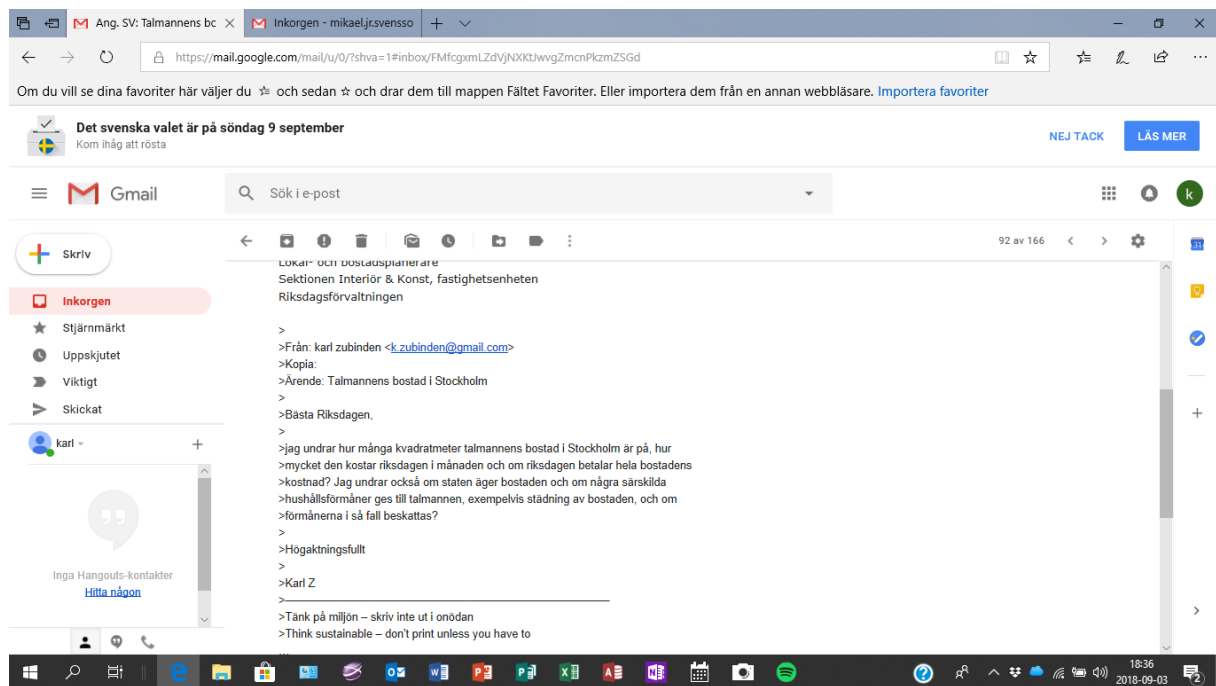 Ang. SV: Talmannens bc
Inkorgen - mikael.jr.svensso
https://mail.google.com/mail/u/0/?shva=1#inbox/FMfcgxmLZdVjNXKtJwvgZmcnPkzmZSGd
Om du vill se dina favoriter här väljer du och sedan och drar dem till mappen Fältet Favoriter. Eller importera dem från en annan webbläsare. Importera favoriter
Det svenska valet är på söndag 9 september
Kom ihåg att rösta
NEJ TACK
LÄS MER
Gmail
Sök i e-post
k
Skriv
92 av 166
31
Inkorgen
Stjärnmärkt
Uppskjutet
Viktigt
Skickat
karl
Inga Hangouts-kontakter
Hitta någon
Lokal- och bostadsplanerare
Sektionen Interiör & Konst, fastighetsenheten
Riksdagsförvaltningen
>
>Från: karl zubinden <k.zubinden@gmail.com>
>Kopia:
>Ärende: Talmannens bostad i Stockholm
>
>Bästa Riksdagen,
>
>jag undrar hur många kvadratmeter talmannens bostad i Stockholm är på, hur
>mycket den kostar riksdagen i månaden och om riksdagen betalar hela bostadens
>kostnad? Jag undrar också om staten äger bostaden och om några särskilda
>hushållsförmåner ges till talmannen, exempelvis städning av bostaden, och om
>förmånerna i så fall beskattas?
>
>Högaktningsfullt
>
>Karl Z
>
>Tänk på miljön – skriv inte ut i onödan
>Think sustainable – don't print unless you have to
18:36
2018-09-03